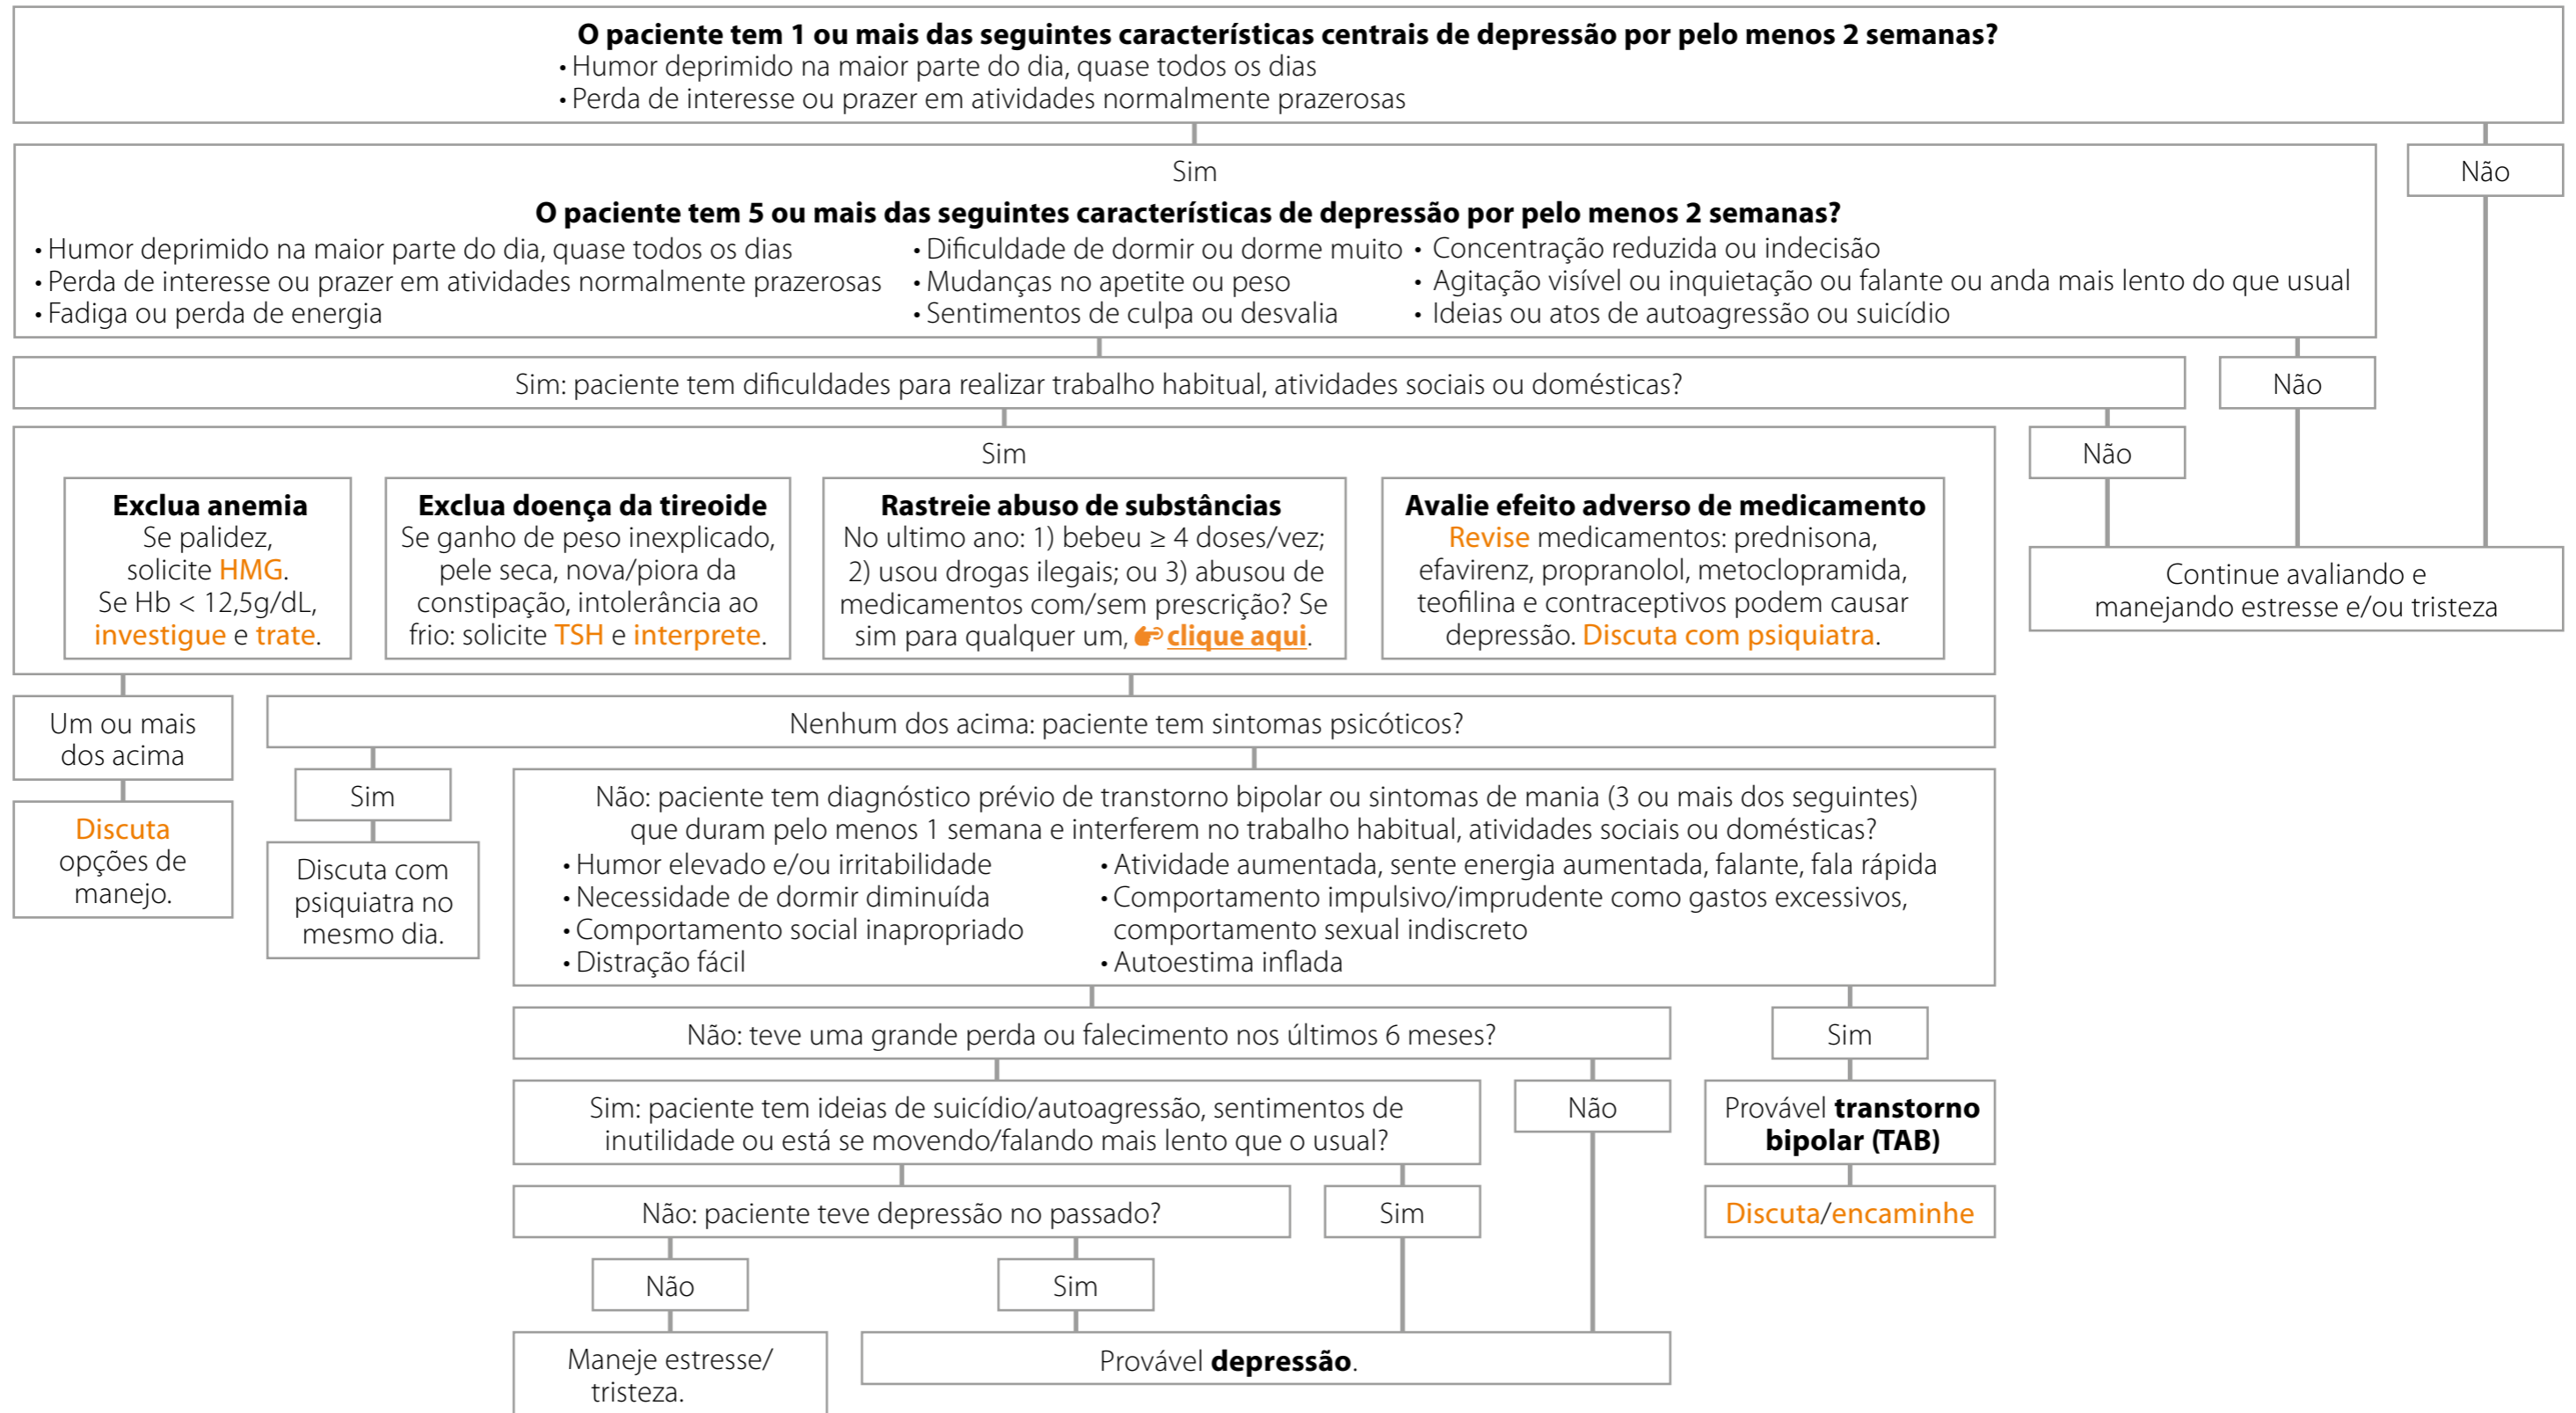 O paciente tem 1 ou mais das seguintes características centrais de depressão por pelo menos 2 semanas?
• Humor deprimido na maior parte do dia, quase todos os dias
• Perda de interesse ou prazer em atividades normalmente prazerosas
Sim
Não
O paciente tem 5 ou mais das seguintes características de depressão por pelo menos 2 semanas?
• Humor deprimido na maior parte do dia, quase todos os dias
• Perda de interesse ou prazer em atividades normalmente prazerosas
• Fadiga ou perda de energia
• Dificuldade de dormir ou dorme muito
• Mudanças no apetite ou peso
• Sentimentos de culpa ou desvalia
• Concentração reduzida ou indecisão
• Agitação visível ou inquietação ou falante ou anda mais lento do que usual
• Ideias ou atos de autoagressão ou suicídio
Sim: paciente tem dificuldades para realizar trabalho habitual, atividades sociais ou domésticas?
Não
Sim
Não
Exclua anemia
Se palidez,
solicite HMG.
Se Hb < 12,5g/dL,
investigue e trate.
Exclua doença da tireoide
Se ganho de peso inexplicado,
pele seca, nova/piora da
constipação, intolerância ao
frio: solicite TSH e interprete.
Rastreie abuso de substâncias
No ultimo ano: 1) bebeu ≥ 4 doses/vez;
2) usou drogas ilegais; ou 3) abusou de
medicamentos com/sem prescrição? Se
sim para qualquer um, clique aqui.
Avalie efeito adverso de medicamento
Revise medicamentos: prednisona,
efavirenz, propranolol, metoclopramida,
teofilina e contraceptivos podem causar
depressão. Discuta com psiquiatra.
Continue avaliando e
manejando estresse e/ou tristeza
Um ou mais
dos acima
Discuta
opções de
manejo.
Nenhum dos acima: paciente tem sintomas psicóticos?
Sim
Discuta com
psiquiatra no
mesmo dia.
Não: paciente tem diagnóstico prévio de transtorno bipolar ou sintomas de mania (3 ou mais dos seguintes)
que duram pelo menos 1 semana e interferem no trabalho habitual, atividades sociais ou domésticas?
• Humor elevado e/ou irritabilidade
• Necessidade de dormir diminuída
• Comportamento social inapropriado
• Distração fácil
• Atividade aumentada, sente energia aumentada, falante, fala rápida
• Comportamento impulsivo/imprudente como gastos excessivos,
comportamento sexual indiscreto
• Autoestima inflada
Não: teve uma grande perda ou falecimento nos últimos 6 meses?
Sim
Sim: paciente tem ideias de suicídio/autoagressão, sentimentos de
inutilidade ou está se movendo/falando mais lento que o usual?
Não
Provável transtorno
bipolar (TAB)
Não: paciente teve depressão no passado?
Sim
Discuta/encaminhe
Não
Sim
Maneje estresse/
tristeza.
Provável depressão.